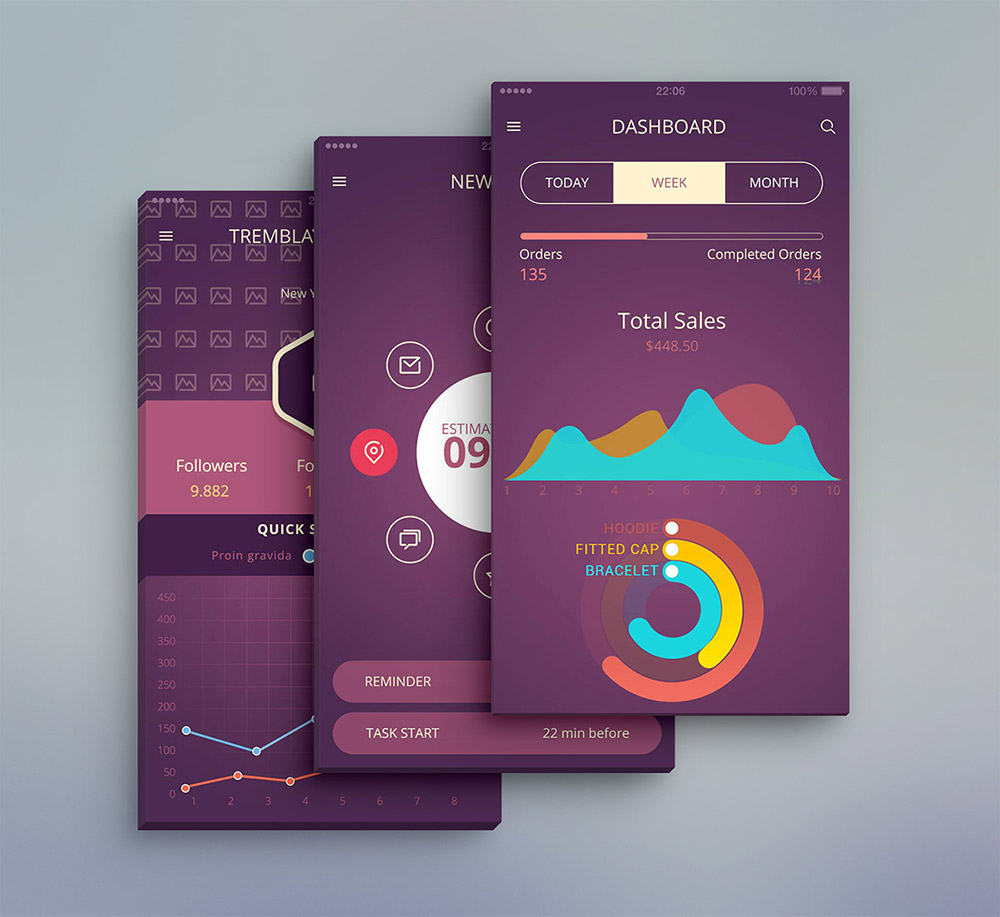 22:06
100%
DASHBOARD
TODAY WEEK MONTH
Orders Completed Orders
135 124
Total Sales
$448.50
1 2 3 4 5 6 7 8 9 10
HOODIE
FITTED CAP
BRACELET
NEW
ESTIMA
09
REMINDER
TASK START 22 min before
TREMBLA
New Y
Followers Fo
9.882 1
QUICK S
Proin gravida
450
400
350
300
250
200
150
100
50
0
1 2 3 4 5 6 7 8